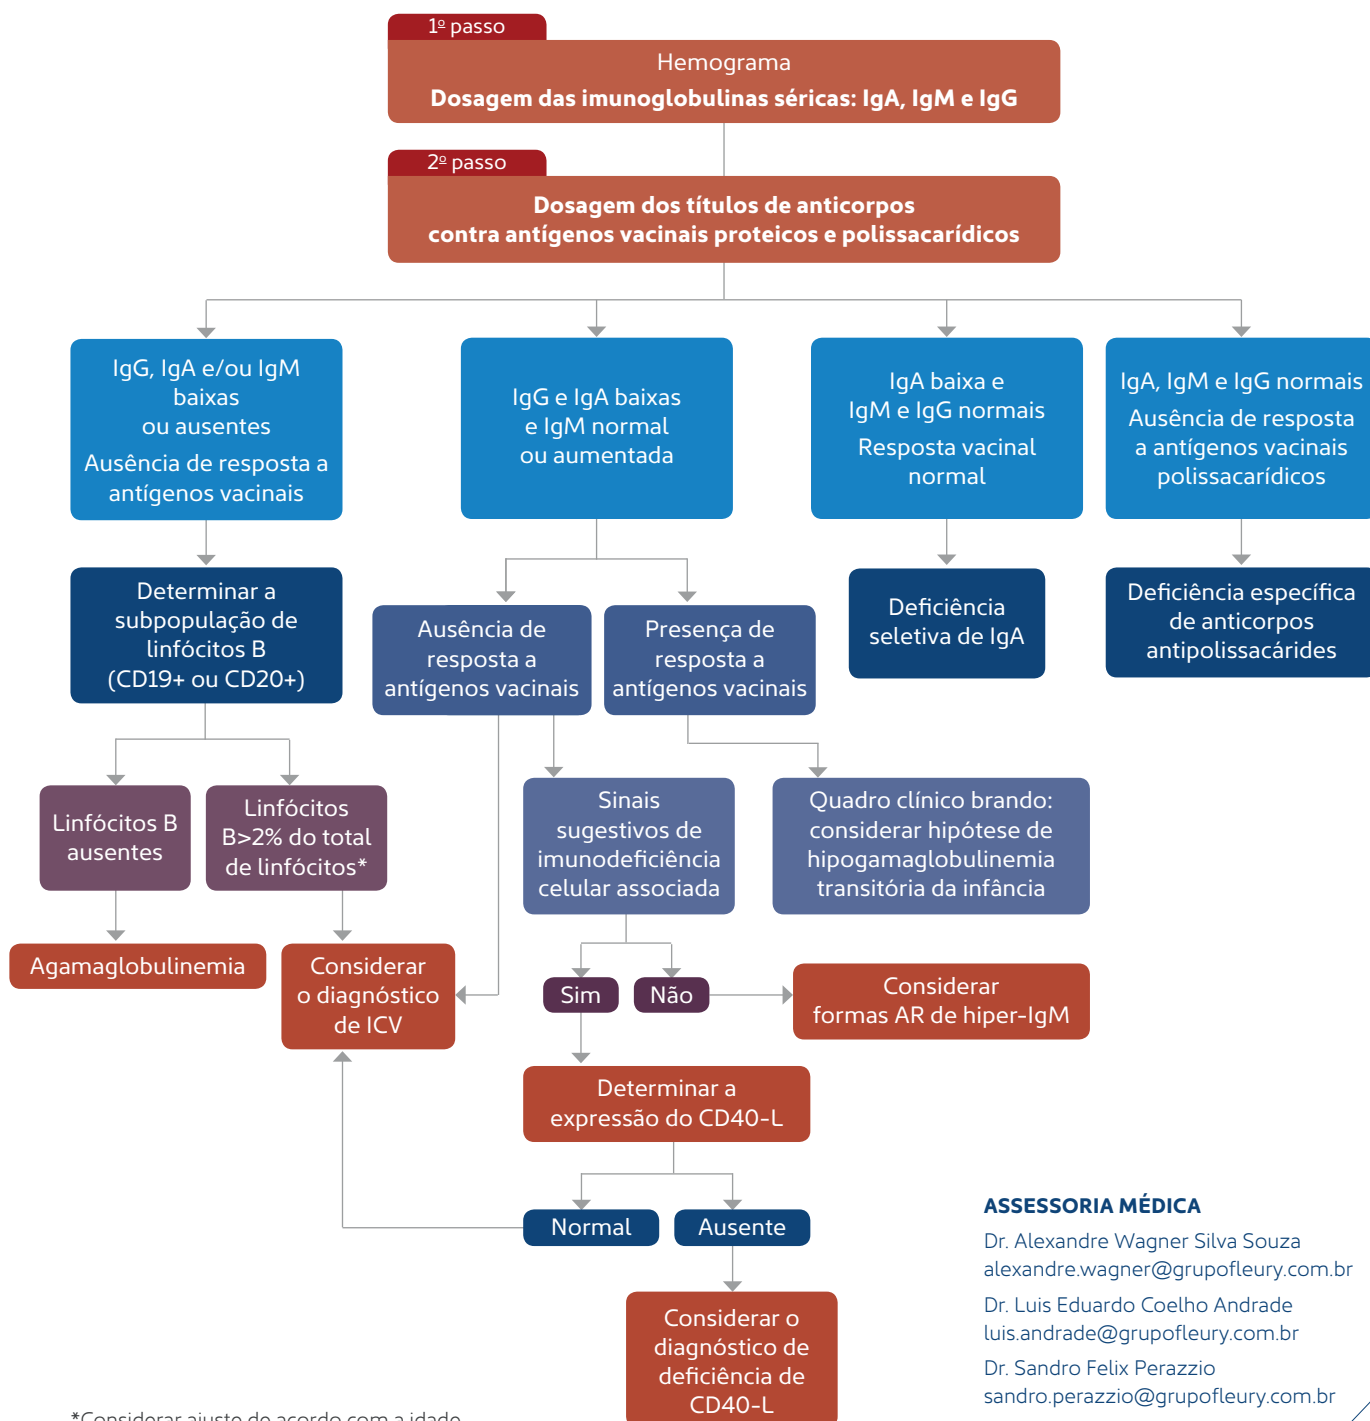 1º passo
Hemograma
Dosagem das imunoglobulinas séricas: IgA, IgM e IgG
2º passo
Dosagem dos títulos de anticorpos
contra antígenos vacinais proteicos e polissacarídicos
IgG, IgA e/ou IgM
baixas
ou ausentes
Ausência de resposta a
antígenos vacinais
IgG e IgA baixas
e IgM normal
ou aumentada
IgA baixa e
IgM e IgG normais
Resposta vacinal
normal
IgA, IgM e IgG normais
Ausência de resposta
a antígenos vacinais
polissacarídicos
Determinar a
subpopulação de
linfócitos B
(CD19+ ou CD20+)
Ausência de
resposta a
antígenos vacinais
Presença de
resposta a
antígenos vacinais
Deficiência
seletiva de IgA
Deficiência específica
de anticorpos
antipolissacárides
Linfócitos B
ausentes
Linfócitos
B>2% do total
de linfócitos*
Sinais
sugestivos de
imunodeficiência
celular associada
Quadro clínico brando:
considerar hipótese de
hipogamaglobulinemia
transitória da infância
Agamaglobulinemia
Considerar
o diagnóstico
de ICV
Sim
Não
Considerar
formas AR de hiper-IgM
Determinar a
expressão do CD40-L
Normal
Ausente
Considerar o
diagnóstico de
deficiência de
CD40-L
ASSESSORIA MÉDICA
Dr. Alexandre Wagner Silva Souza
alexandre.wagner@grupofleury.com.br
Dr. Luis Eduardo Coelho Andrade
luis.andrade@grupofleury.com.br
Dr. Sandro Felix Perazzio
sandro.perazzio@grupofleury.com.br
*Considerar ajuste de acordo com a idade